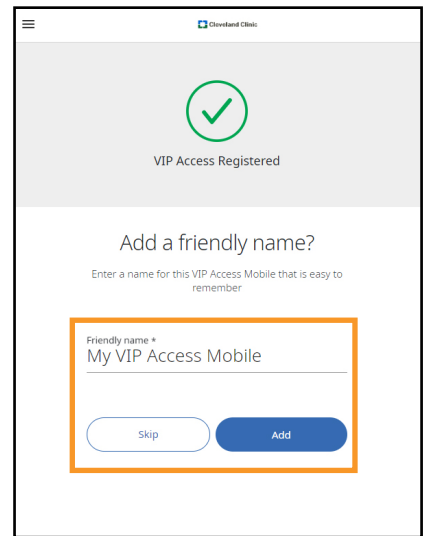 Cleveland Clinic
VIP Access Registered
Add a friendly name?
Enter a name for this VIP Access Mobile that is easy to
remember
Friendly name *
My VIP Access Mobile
Skip
Add